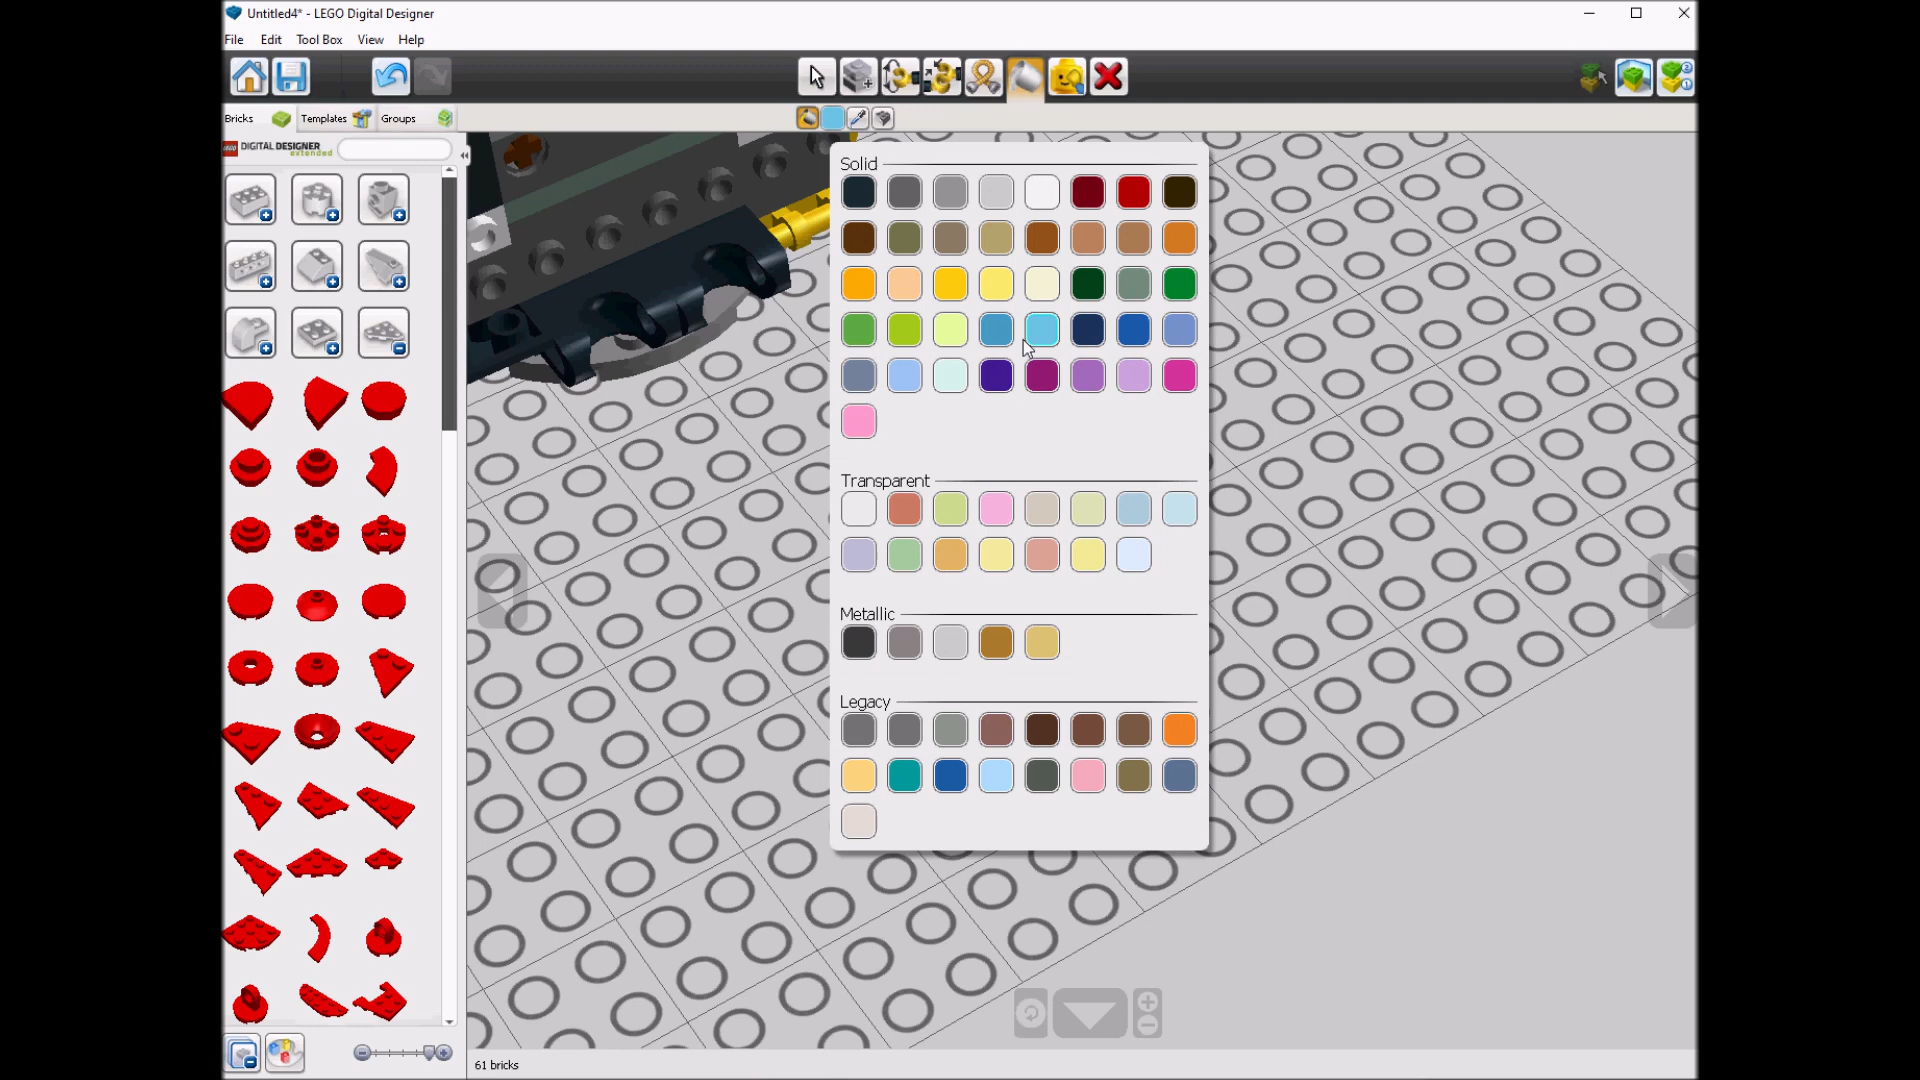 Untitled4* - LEGO Digital Designer
File Edit Tool Box View Help
Bricks Templates Groups
LEGO DIGITAL DESIGNER
extended
Solid
Transparent
Metallic
Legacy
61 bricks